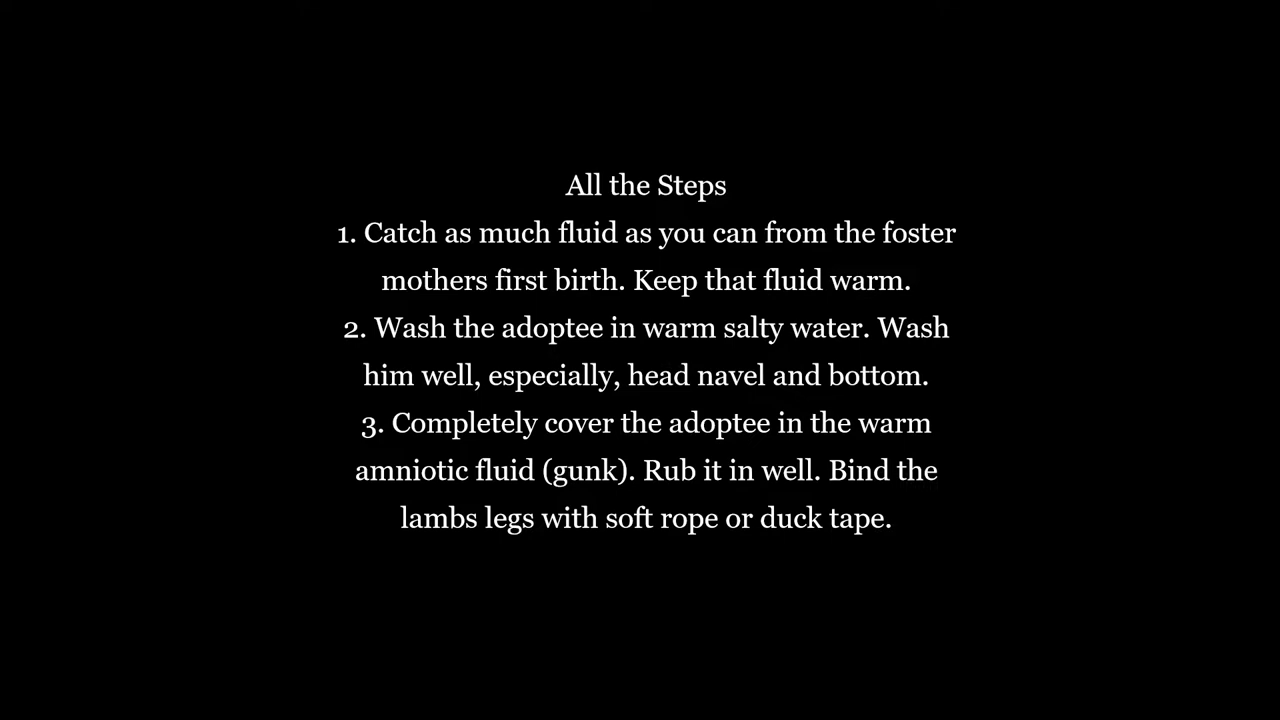 All the Steps
1. Catch as much fluid as you can from the foster
mothers first birth. Keep that fluid warm.
2. Wash the adoptee in warm salty water. Wash
him well, especially, head navel and bottom.
3. Completely cover the adoptee in the warm
amniotic fluid (gunk). Rub it in well. Bind the
lambs legs with soft rope or duck tape.